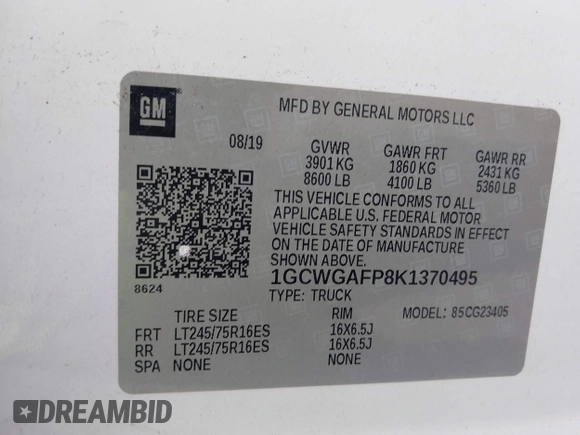 GM
MFD BY GENERAL MOTORS LLC
08/19
GVWR GAWR FRT GAWR RR
3901 KG 1860 KG 2431 KG
8600 LB 4100 LB 5360 LB
THIS VEHICLE CONFORMS TO ALL
APPLICABLE U.S. FEDERAL MOTOR
VEHICLE SAFETY STANDARDS IN EFFECT
ON THE DATE OF MANUFACTURE
8624
1GCWGAFP8K1370495
TYPE: TRUCK MODEL: 85CG23405
TIRE SIZE RIM
FRT LT245/75R16ES 16X6.5J
RR LT245/75R16ES 16X6.5J
SPA NONE NONE
DREAMBID